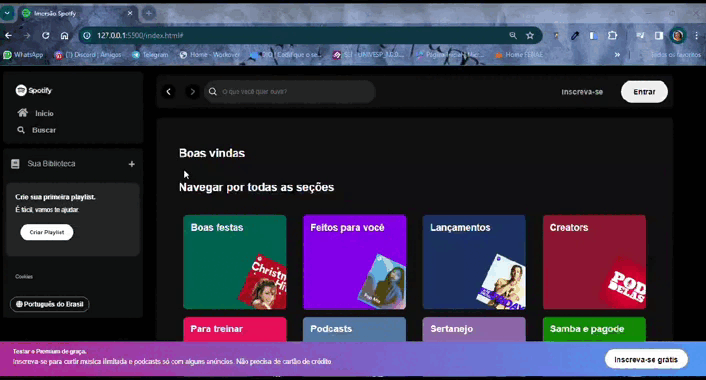 Imersão Spotify
127.0.0.1:5500/index.html#
WhatsApp
Discord | Amigos
Telegram
Home - Workover
Todos os favoritos
Spotify
Início
Buscar
O que você quer ouvir?
Inscreva-se
Entrar
Sua Biblioteca
Crie sua primeira playlist.
É fácil, vamos te ajudar.
Criar Playlist
Cookies
Português do Brasil
Boas vindas
Navegar por todas as seções
Boas festas
Feitos para você
Lançamentos
Creators
Para treinar
Podcasts
Sertanejo
Samba e pagode
Testar o Premium de graça.
Inscreva-se para curtir música ilimitada e podcasts só com alguns anúncios. Não precisa de cartão de crédito
Inscreva-se grátis